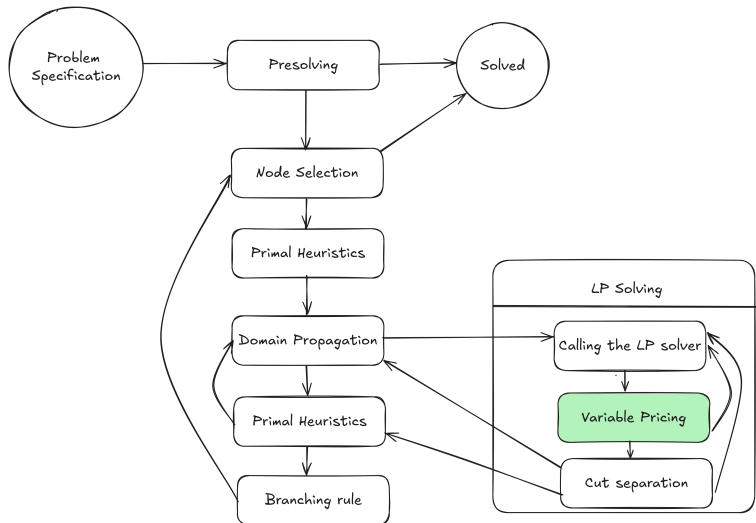 Problem
Specification
Presolving
Solved
Node Selection
Primal Heuristics
LP Solving
Domain Propagation
Calling the LP solver
Primal Heuristics
Variable Pricing
Cut separation
Branching rule